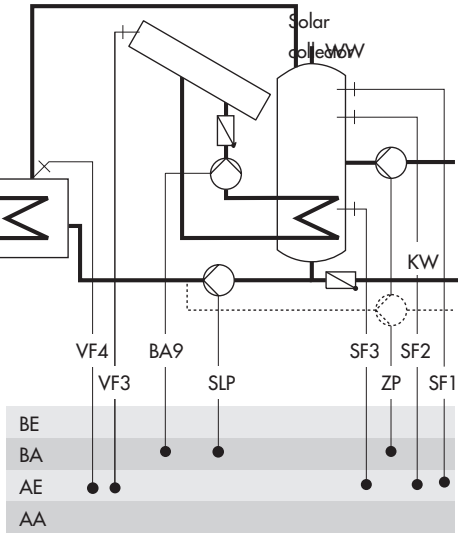 Solar
collector
WW
KW
VF4 BA9 SF3 SF2
VF3 SLP ZP SF1
BE
BA
AE
AA